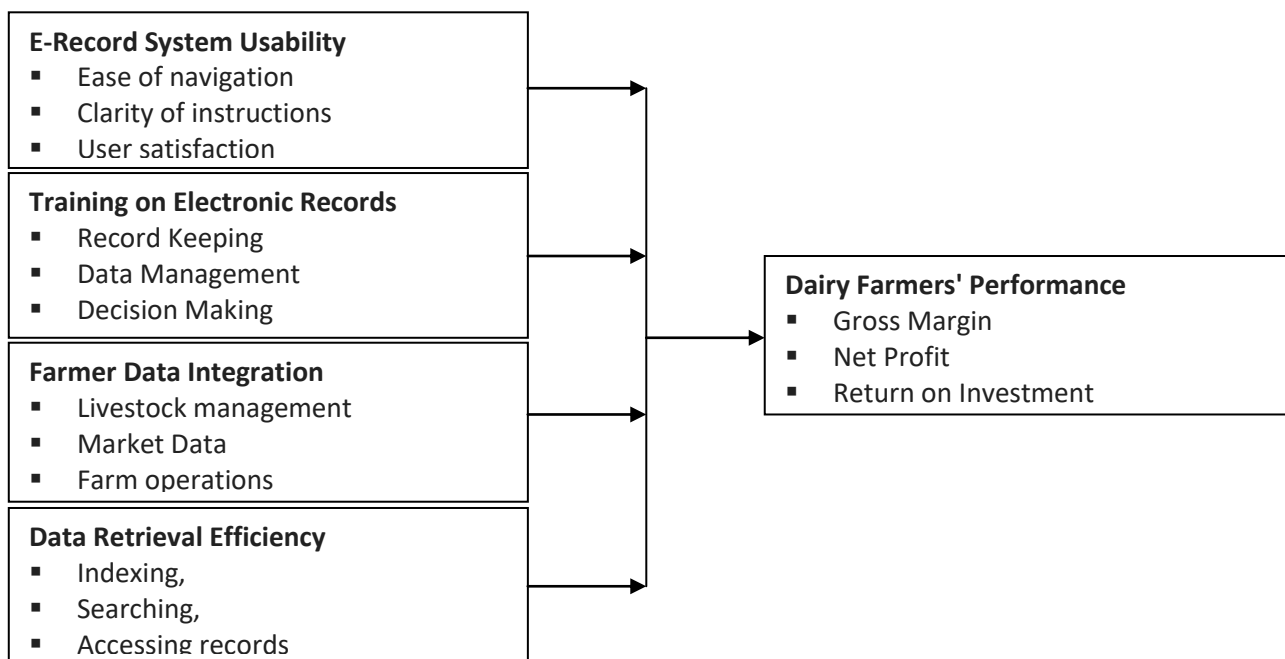 E-Record System Usability
▪ Ease of navigation
▪ Clarity of instructions
▪ User satisfaction
Training on Electronic Records
▪ Record Keeping
▪ Data Management
▪ Decision Making
Farmer Data Integration
▪ Livestock management
▪ Market Data
▪ Farm operations
Data Retrieval Efficiency
▪ Indexing,
▪ Searching,
▪ Accessing records
Dairy Farmers' Performance
▪ Gross Margin
▪ Net Profit
▪ Return on Investment